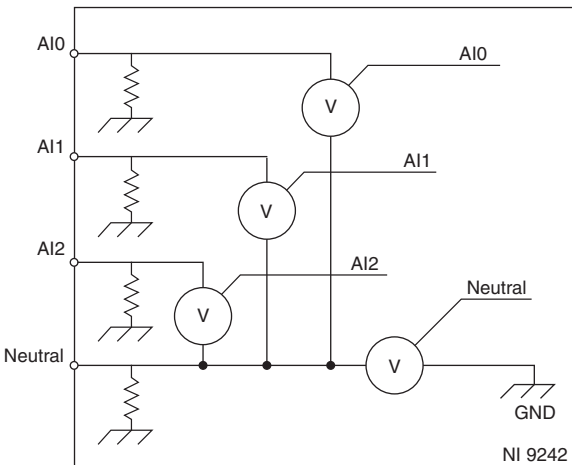 AI0
AI0
V
AI1
AI1
V
AI2
AI2
V
Neutral
Neutral
V
GND
NI 9242